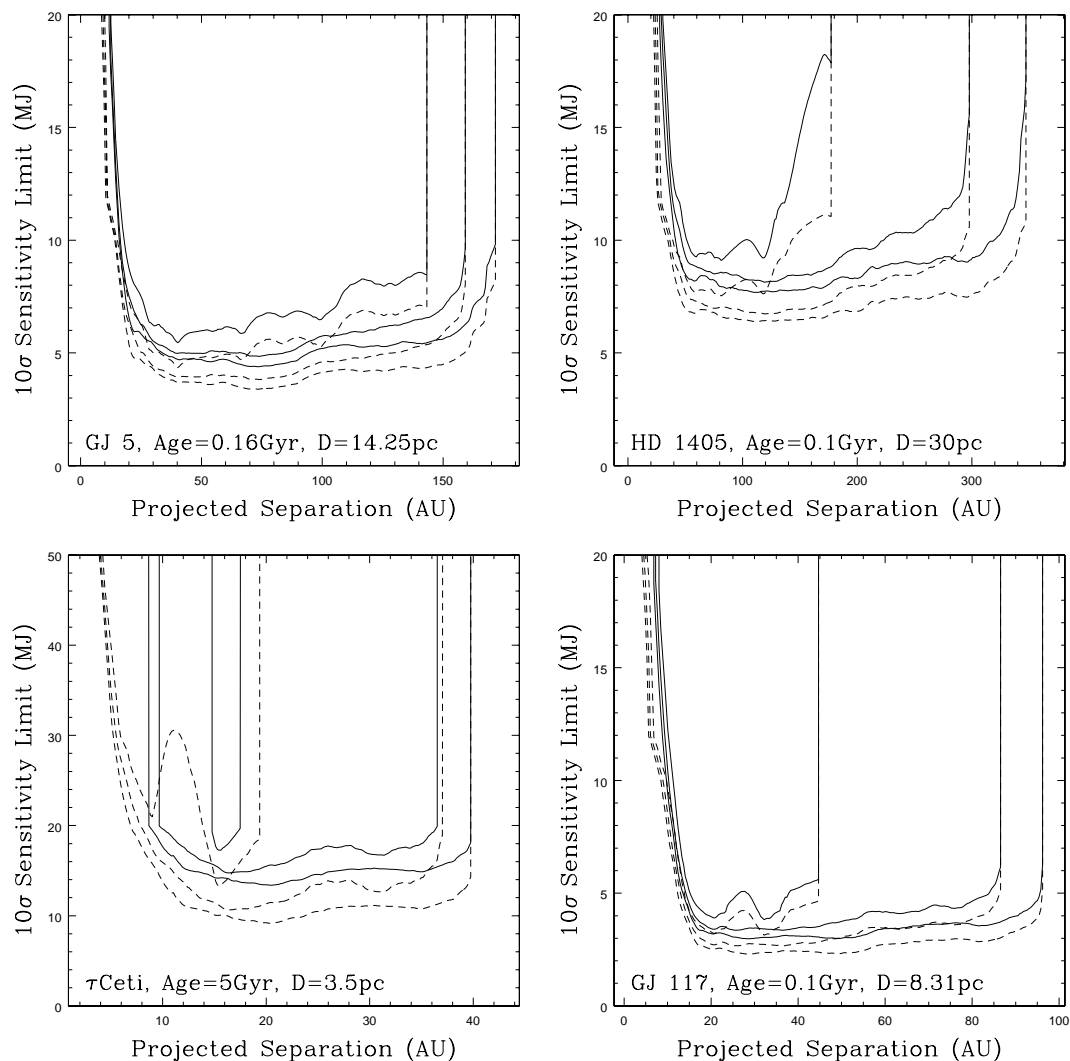 20
15
10
5
0
10σ Sensitivity Limit (MJ)
GJ 5, Age=0.16Gyr, D=14.25pc
0 50 100 150
Projected Separation (AU)
20
15
10
5
0
10σ Sensitivity Limit (MJ)
HD 1405, Age=0.1Gyr, D=30pc
0 100 200 300
Projected Separation (AU)
50
40
30
20
10
0
10σ Sensitivity Limit (MJ)
τCeti, Age=5Gyr, D=3.5pc
10 20 30 40
Projected Separation (AU)
20
15
10
5
0
10σ Sensitivity Limit (MJ)
GJ 117, Age=0.1Gyr, D=8.31pc
0 20 40 60 80 100
Projected Separation (AU)